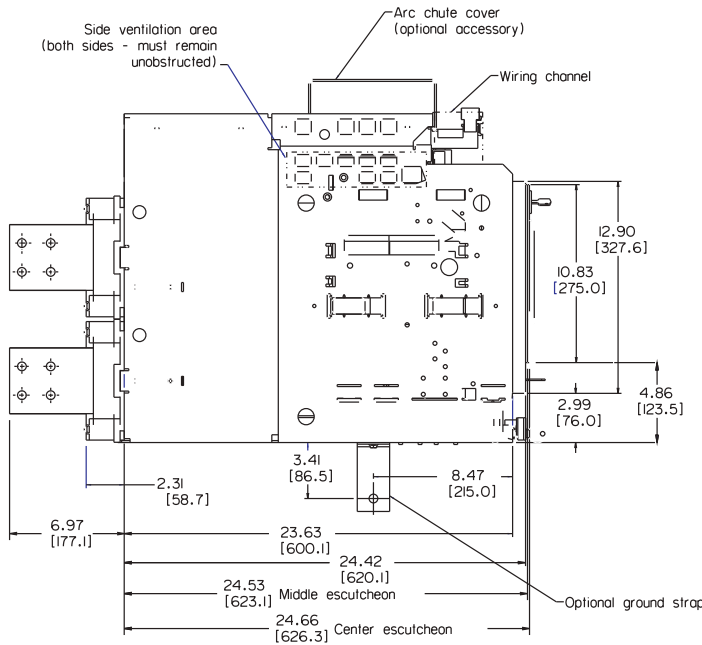 Arc chute cover
(optional accessory)
Side ventilation area
(both sides - must remain
unobstructed)
Wiring channel
12.90
[327.6]
10.83
[275.0]
4.86
[123.5]
2.99
[76.0]
3.41
[86.5]
8.47
[215.0]
2.31
[58.7]
6.97
[177.1]
23.63
[600.1]
24.42
[620.1]
24.53
[623.1] Middle escutcheon
Optional ground strap
24.66
[626.3] Center escutcheon